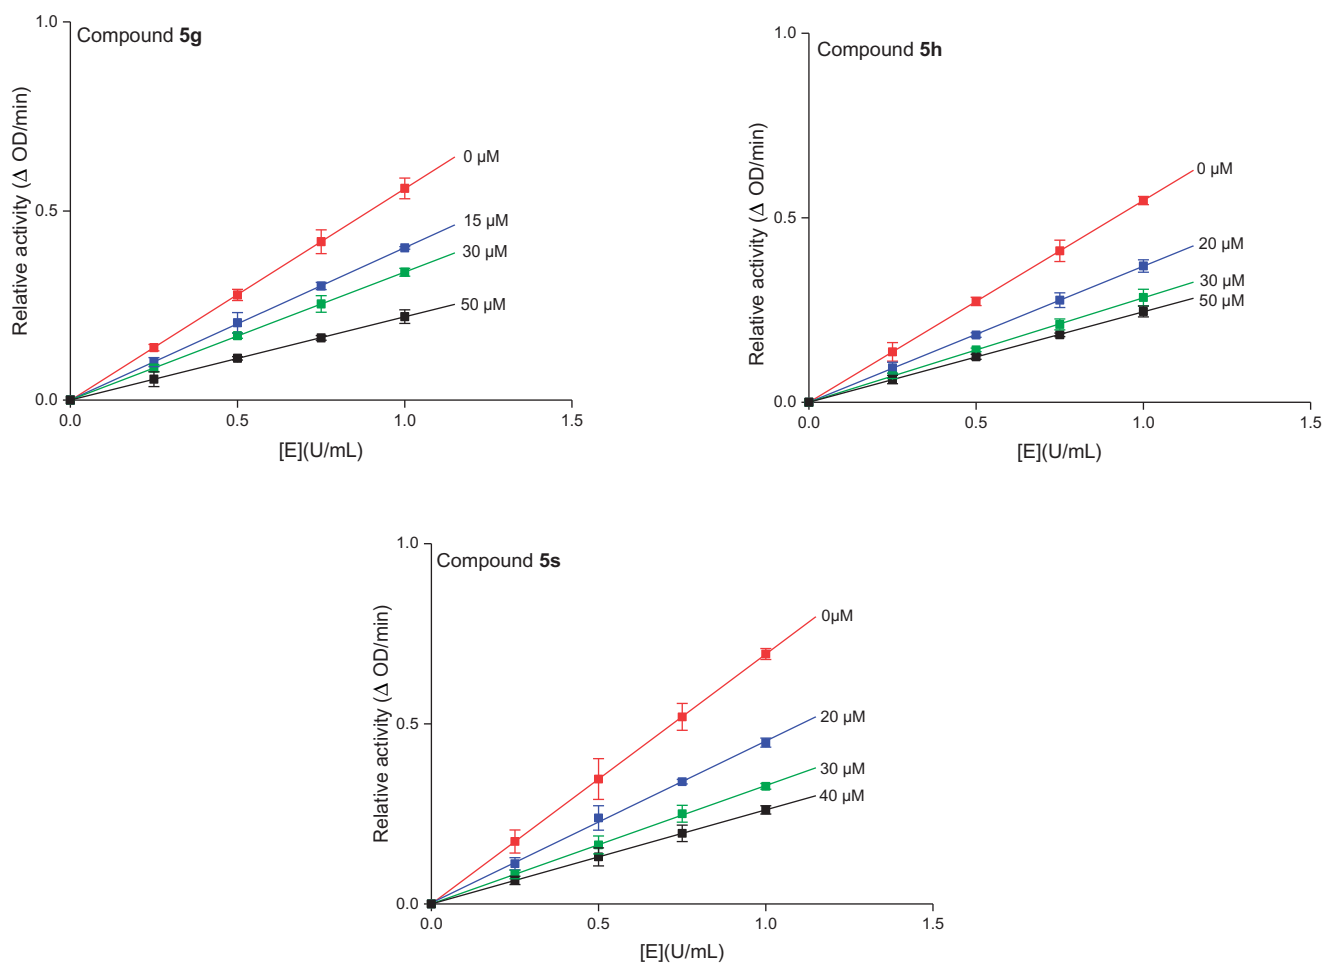 Compound 5g
Relative activity (Δ OD/min)
1.0
0.5
0.0
0 µM
15 µM
30 µM
50 µM
0.0 0.5 1.0 1.5
[E](U/mL)
Compound 5h
Relative activity (Δ OD/min)
1.0
0.5
0.0
0 µM
20 µM
30 µM
50 µM
0.0 0.5 1.0 1.5
[E](U/mL)
Compound 5s
Relative activity (Δ OD/min)
1.0
0.5
0.0
0µM
20 µM
30 µM
40 µM
0.0 0.5 1.0 1.5
[E](U/mL)